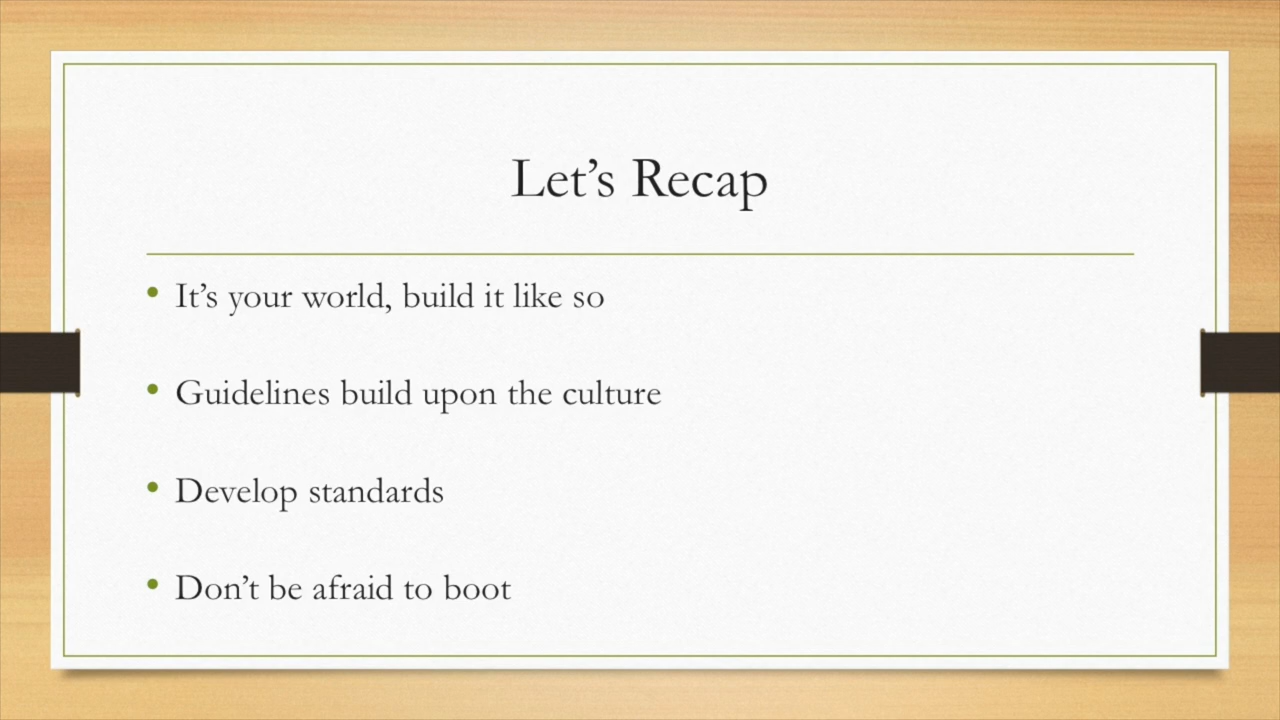 Let’s Recap
• It’s your world, build it like so
• Guidelines build upon the culture
• Develop standards
• Don’t be afraid to boot